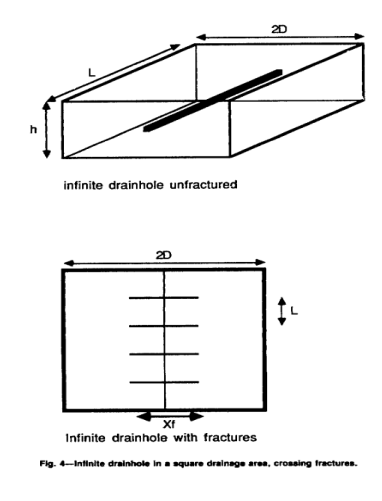 2D
L
h
infinite drainhole unfractured
2D
L
Xf
Infinite drainhole with fractures
Fig. 4—Infinite drainhole in a square drainage area, crossing fractures.